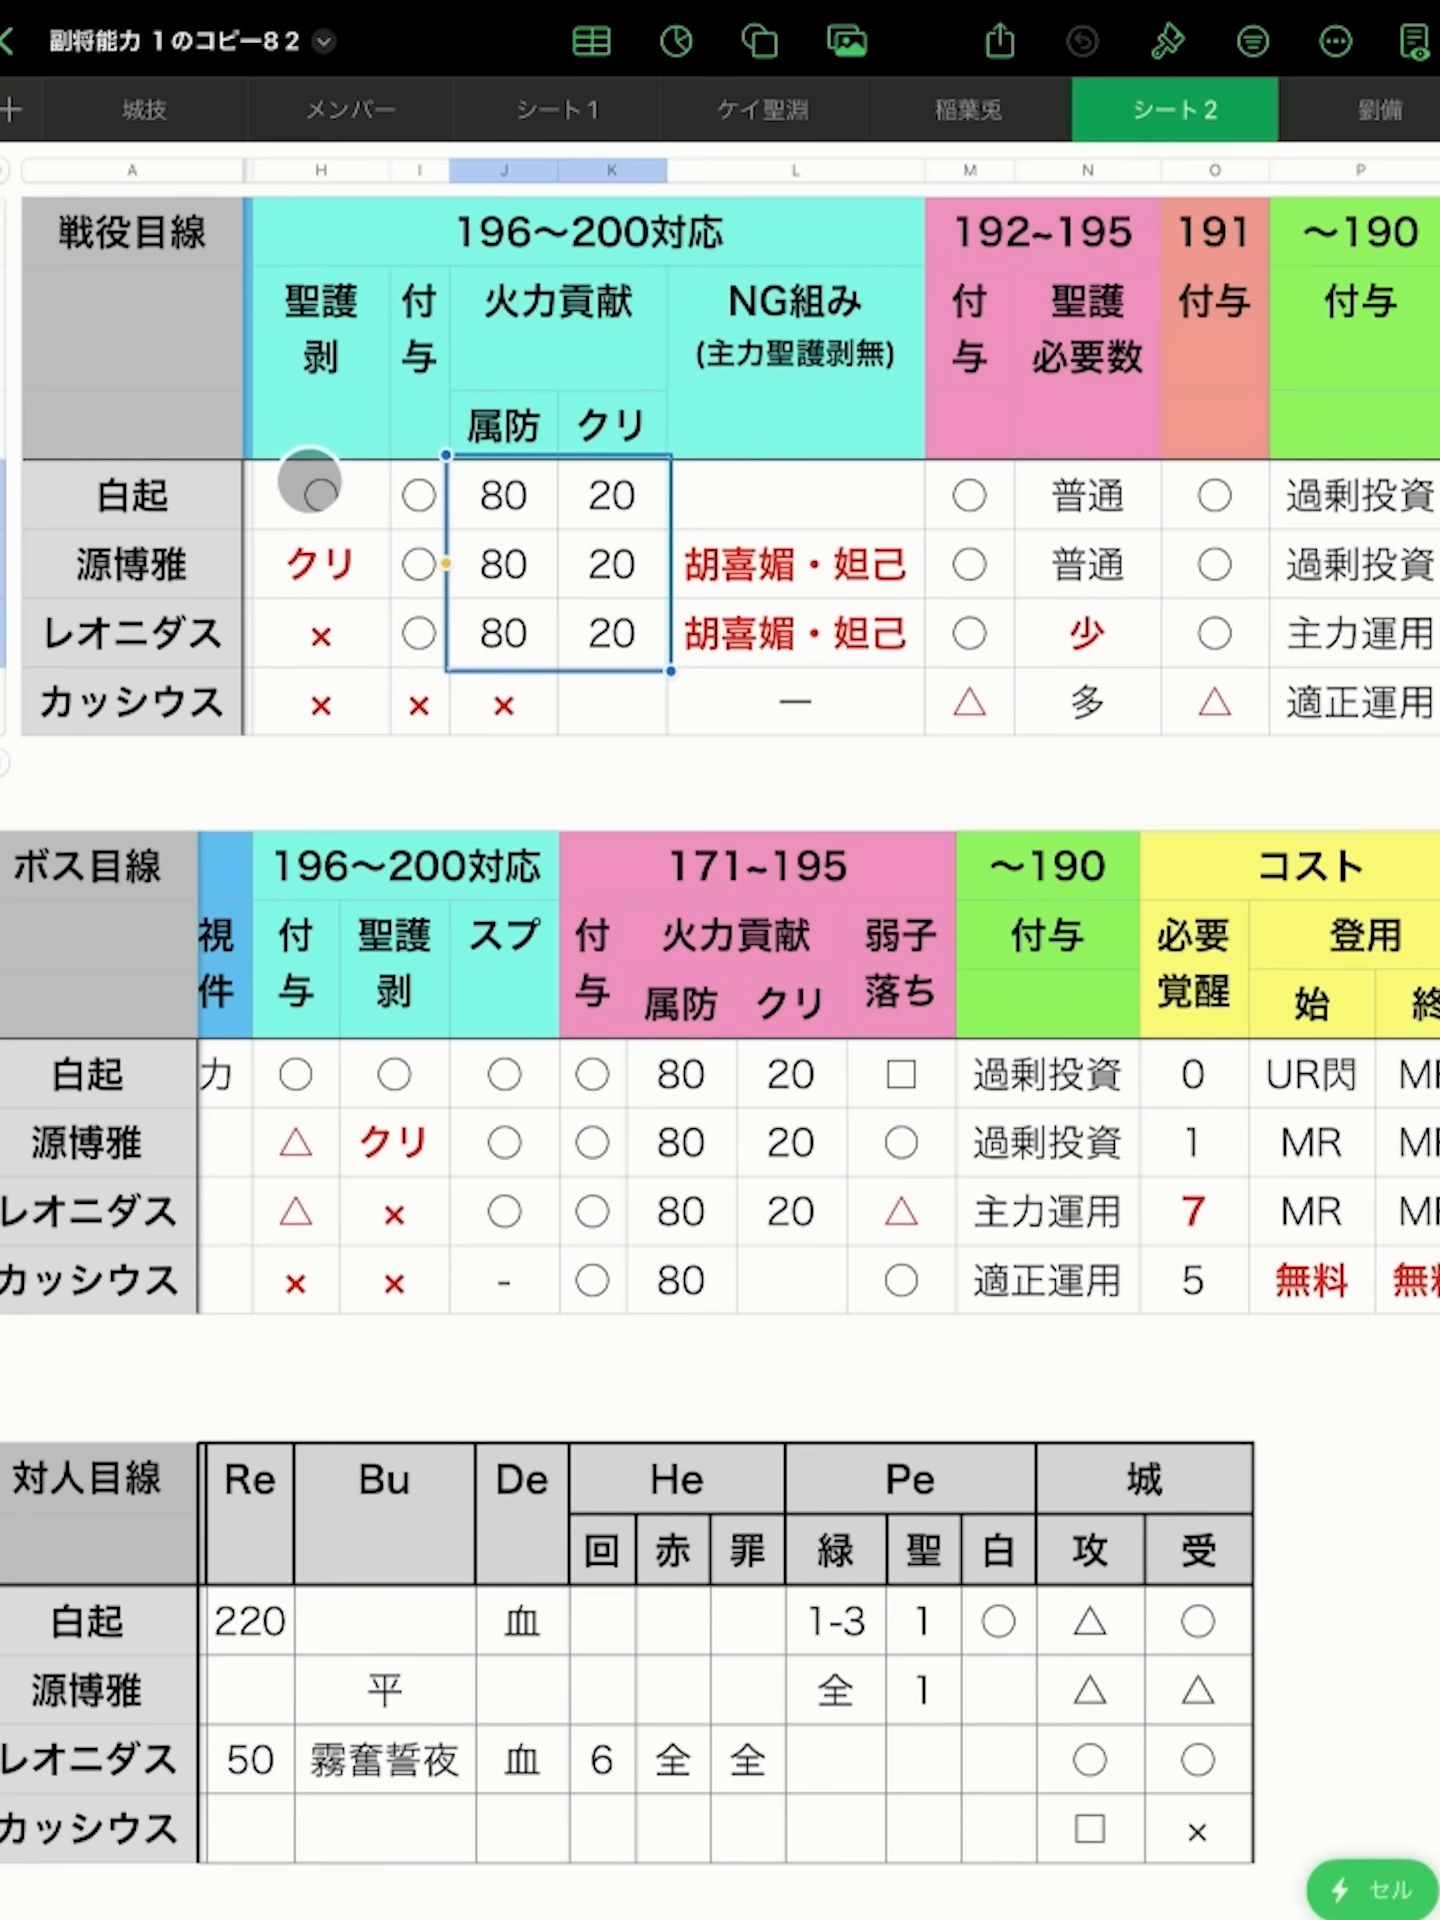 副将能力 1のコピー8 2
城技 メンバー シート1 ケイ聖淵 稲葉兎 シート2 劉備
A H I J K L M N O P
戦役目線 196〜200対応 192~195 191 〜190
聖護剥 付与 火力貢献 NG組み 付与 聖護必要数 付与 付与
(主力聖護剥無)
属防 クリ
白起 ○ ○ 80 20 ○ 普通 ○ 過剰投資
源博雅 クリ ○ 80 20 胡喜媚・妲己 ○ 普通 ○ 過剰投資
レオニダス × ○ 80 20 胡喜媚・妲己 ○ 少 ○ 主力運用
カッシウス × × × ー △ 多 △ 適正運用
ボス目線 196〜200対応 171~195 〜190 コスト
視件 付与 聖護剥 スプ 付与 火力貢献 弱子落ち 付与 必要覚醒 登用
属防 クリ 始 終
白起 力 ○ ○ ○ ○ 80 20 □ 過剰投資 0 UR閃
源博雅 △ クリ ○ ○ 80 20 ○ 過剰投資 1 MR
レオニダス △ × ○ ○ 80 20 △ 主力運用 7 MR
カッシウス × × - ○ 80 ○ 適正運用 5 無料
対人目線 Re Bu De He Pe 城
回 赤 罪 緑 聖 白 攻 受
白起 220 血 1-3 1 ○ △ ○
源博雅 平 全 1 △ △
レオニダス 50 霧奮誓夜 血 6 全 全 ○ ○
カッシウス □ ×
セル